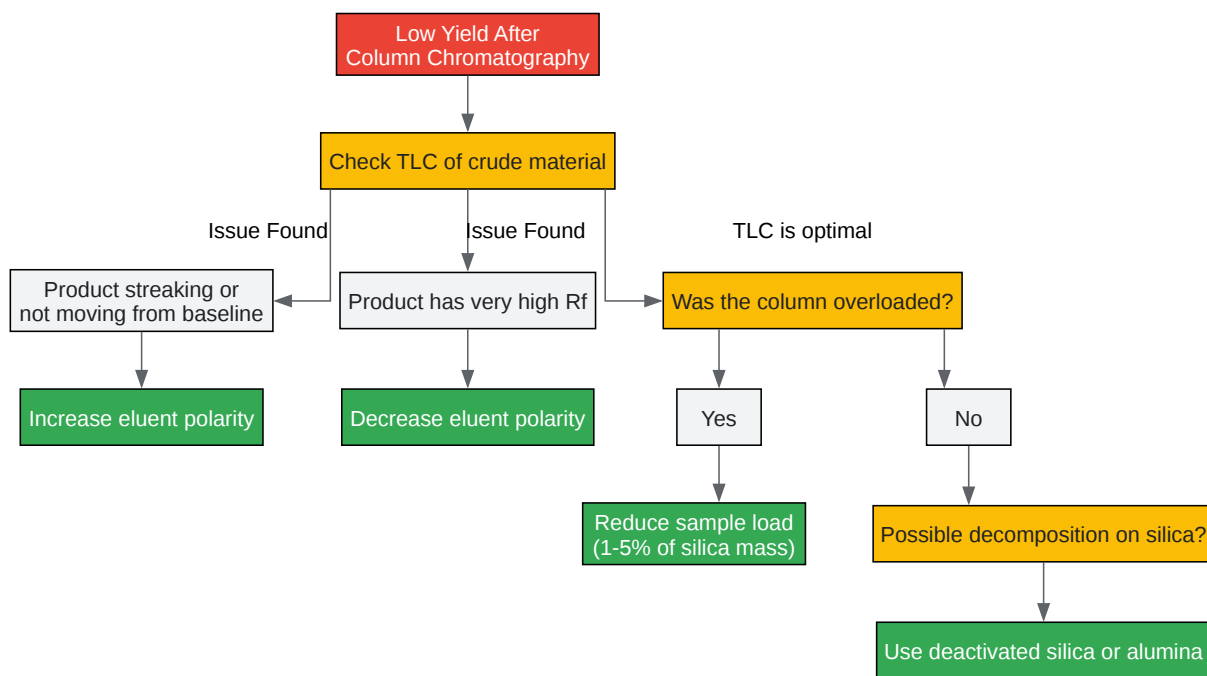 Low Yield After
Column Chromatography
Check TLC of crude material
Issue Found
Issue Found
TLC is optimal
Product streaking or
not moving from baseline
Product has very high Rf
Was the column overloaded?
Increase eluent polarity
Decrease eluent polarity
Yes
No
Reduce sample load
(1-5% of silica mass)
Possible decomposition on silica?
Use deactivated silica or alumina